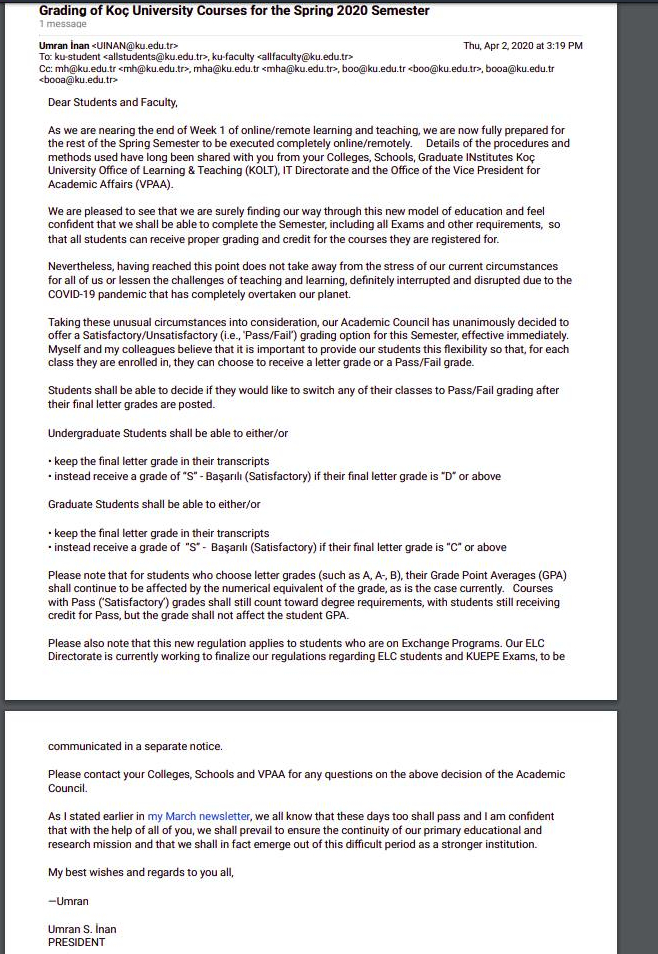 Grading of Koç University Courses for the Spring 2020 Semester
1 message
Umran İnan <UINAN@ku.edu.tr> Thu, Apr 2, 2020 at 3:19 PM
To: ku-student <allstudents@ku.edu.tr>, ku-faculty <allfaculty@ku.edu.tr>
Cc: mh@ku.edu.tr <mh@ku.edu.tr>, mha@ku.edu.tr <mha@ku.edu.tr>, boo@ku.edu.tr <boo@ku.edu.tr>, booa@ku.edu.tr
<booa@ku.edu.tr>
Dear Students and Faculty,
As we are nearing the end of Week 1 of online/remote learning and teaching, we are now fully prepared for
the rest of the Spring Semester to be executed completely online/remotely. Details of the procedures and
methods used have long been shared with you from your Colleges, Schools, Graduate INstitutes Koç
University Office of Learning & Teaching (KOLT), IT Directorate and the Office of the Vice President for
Academic Affairs (VPAA).
We are pleased to see that we are surely finding our way through this new model of education and feel
confident that we shall be able to complete the Semester, including all Exams and other requirements, so
that all students can receive proper grading and credit for the courses they are registered for.
Nevertheless, having reached this point does not take away from the stress of our current circumstances
for all of us or lessen the challenges of teaching and learning, definitely interrupted and disrupted due to the
COVID-19 pandemic that has completely overtaken our planet.
Taking these unusual circumstances into consideration, our Academic Council has unanimously decided to
offer a Satisfactory/Unsatisfactory (i.e., 'Pass/Fail') grading option for this Semester, effective immediately.
Myself and my colleagues believe that it is important to provide our students this flexibility so that, for each
class they are enrolled in, they can choose to receive a letter grade or a Pass/Fail grade.
Students shall be able to decide if they would like to switch any of their classes to Pass/Fail grading after
their final letter grades are posted.
Undergraduate Students shall be able to either/or
• keep the final letter grade in their transcripts
• instead receive a grade of "S" - Başarılı (Satisfactory) if their final letter grade is "D" or above
Graduate Students shall be able to either/or
• keep the final letter grade in their transcripts
• instead receive a grade of "S" - Başarılı (Satisfactory) if their final letter grade is "C" or above
Please note that for students who choose letter grades (such as A, A-, B), their Grade Point Averages (GPA)
shall continue to be affected by the numerical equivalent of the grade, as is the case currently. Courses
with Pass ('Satisfactory') grades shall still count toward degree requirements, with students still receiving
credit for Pass, but the grade shall not affect the student GPA.
Please also note that this new regulation applies to students who are on Exchange Programs. Our ELC
Directorate is currently working to finalize our regulations regarding ELC students and KUEPE Exams, to be
communicated in a separate notice.
Please contact your Colleges, Schools and VPAA for any questions on the above decision of the Academic
Council.
As I stated earlier in my March newsletter, we all know that these days too shall pass and I am confident
that with the help of all of you, we shall prevail to ensure the continuity of our primary educational and
research mission and that we shall in fact emerge out of this difficult period as a stronger institution.
My best wishes and regards to you all,
—Umran
Umran S. İnan
PRESIDENT